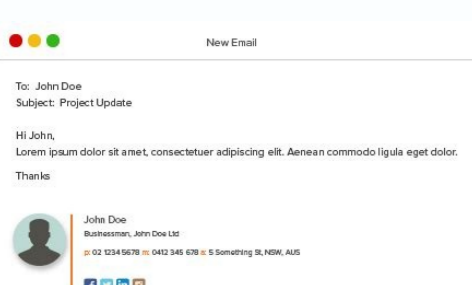 New Email
To: John Doe
Subject: Project Update
Hi John,
Lorem ipsum dolor sit amet, consectetuer adipiscing elit. Aenean commodo ligula eget dolor.
Thanks
John Doe
Businessman, John Doe Ltd
p: 02 1234 5678 m: 0412 345 678 a: 5 Something St, NSW, AUS